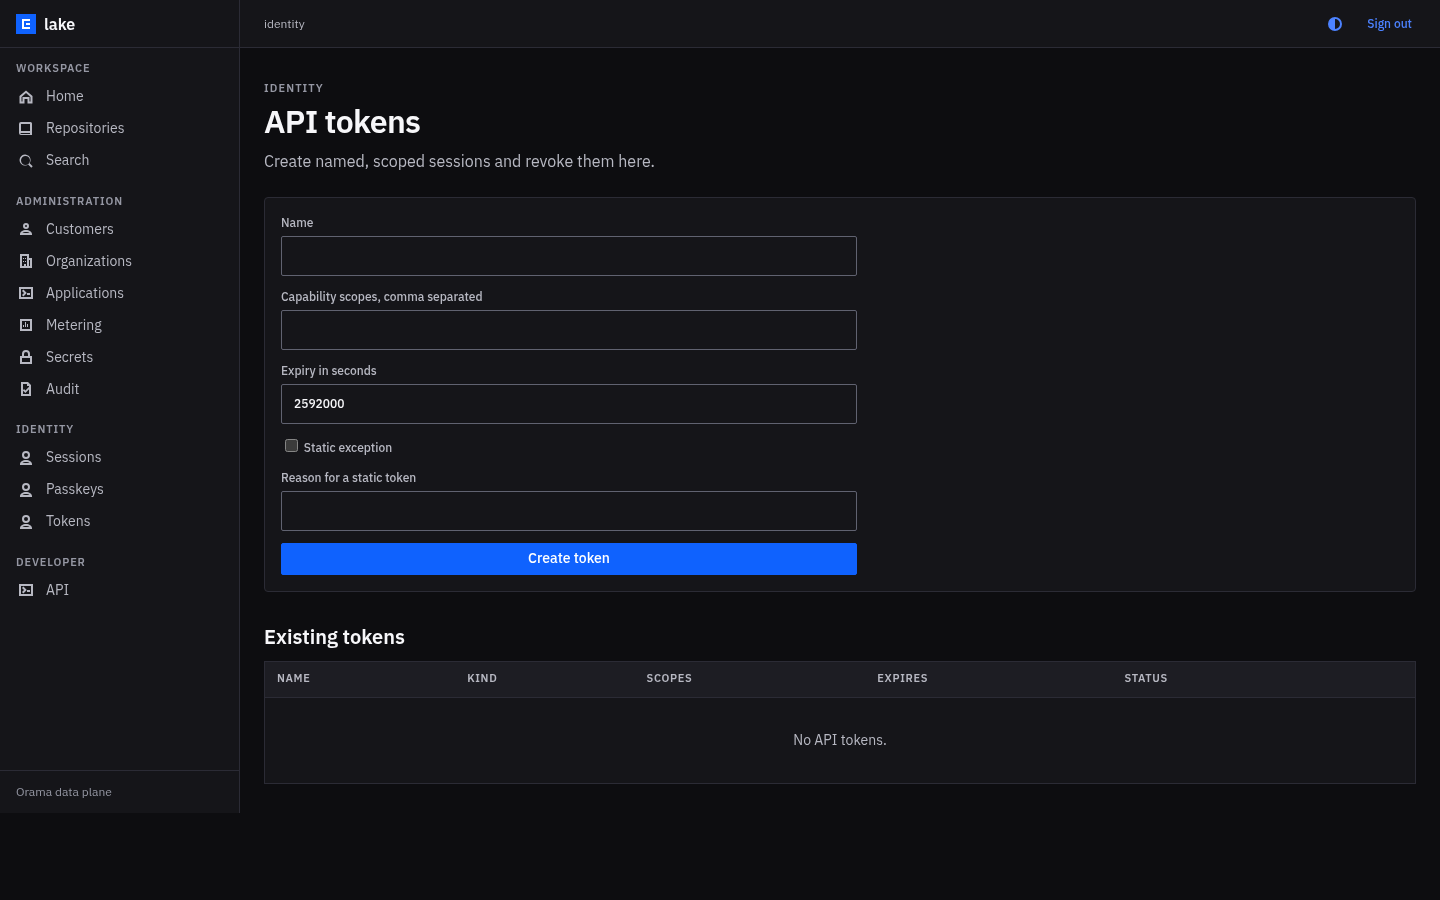 lake
identity
Sign out
WORKSPACE
Home
Repositories
Search
ADMINISTRATION
Customers
Organizations
Applications
Metering
Secrets
Audit
IDENTITY
Sessions
Passkeys
Tokens
DEVELOPER
API
Orama data plane
IDENTITY
API tokens
Create named, scoped sessions and revoke them here.
Name
Capability scopes, comma separated
Expiry in seconds
2592000
Static exception
Reason for a static token
Create token
Existing tokens
NAME KIND SCOPES EXPIRES STATUS
No API tokens.